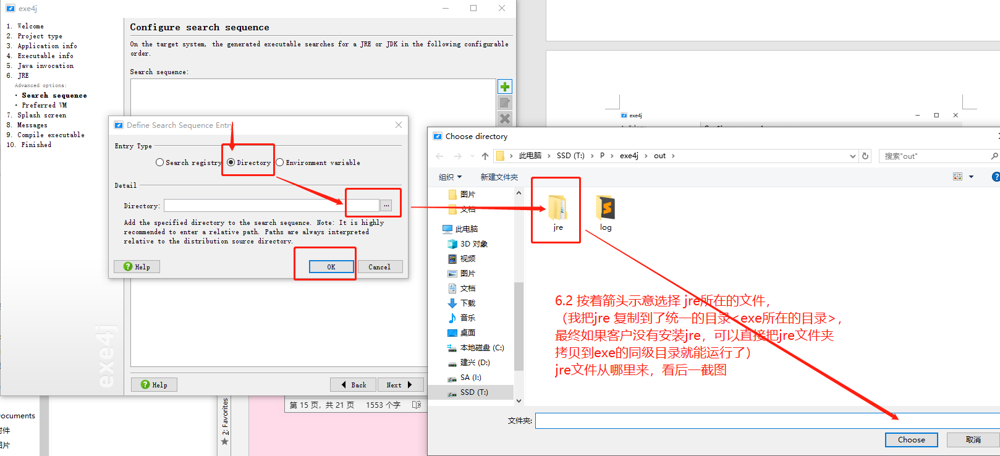 exe4j
1. Welcome
2. Project type
3. Application info
4. Executable info
5. Java invocation
6. JRE
Advanced options:
· Search sequence
· Preferred VM
7. Splash screen
8. Messages
9. Compile executable
10. Finished
exe4j
Configure search sequence
On the target system, the generated executable searches for a JRE or JDK in the following configurable
order.
Search sequence:
Help
Back
Next
Define Search Sequence Entry
Entry Type
Search registry
Directory
Environment variable
Detail
Directory:
...
Add the specified directory to the search sequence. Note: It is highly
recommended to enter a relative path. Paths are always interpreted
relative to the distribution source directory.
Help
OK
Cancel
exe4j
Choose directory
此电脑 > SSD (T:) > P > exe4j > out >
搜索"out"
组织
新建文件夹
图片
文档
此电脑
3D 对象
视频
图片
文档
下载
音乐
桌面
本地磁盘 (C:)
建兴 (D:)
SA (I:)
SSD (T:)
jre
log
6.2 按着箭头示意选择 jre所在的文件，
（我把jre 复制到了统一的目录<exe所在的目录>，
最终如果客户没有安装jre，可以直接把jre文件夹
拷贝到exe的同级目录就能运行了）
jre文件从哪里来，看后一截图
文件夹:
Choose
取消
第 15 页，共 21 页
1553 个字
2: Favorites
ocuments
附件
图片